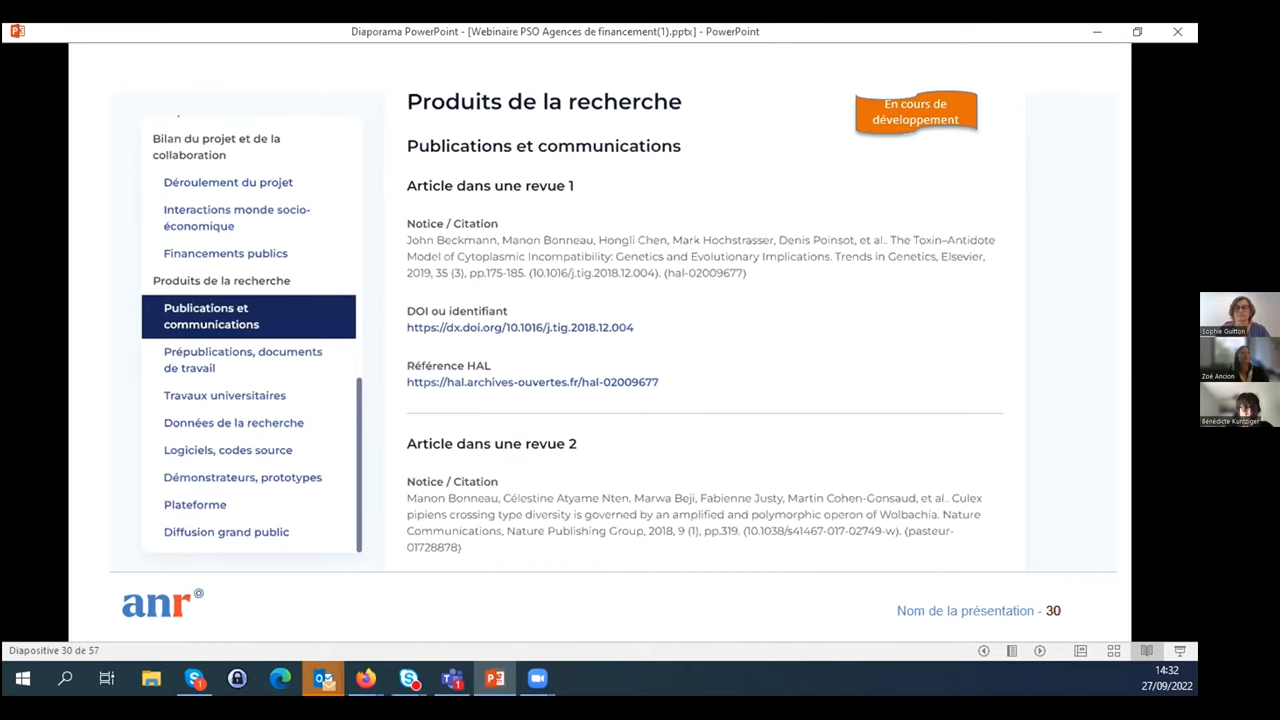 Diaporama PowerPoint - [Webinaire PSO Agences de financement(1).pptx] - PowerPoint
Bilan du projet et de la
collaboration
Déroulement du projet
Interactions monde socio-
économique
Financements publics
Produits de la recherche
Publications et
communications
Prépublications, documents
de travail
Travaux universitaires
Données de la recherche
Logiciels, codes source
Démonstrateurs, prototypes
Plateforme
Diffusion grand public
Produits de la recherche
En cours de
développement
Publications et communications
Article dans une revue 1
Notice / Citation
John Beckmann, Manon Bonneau, Hongli Chen, Mark Hochstrasser, Denis Poinsot, et al.. The Toxin–Antidote
Model of Cytoplasmic Incompatibility: Genetics and Evolutionary Implications. Trends in Genetics, Elsevier,
2019, 35 (3), pp.175-185. ⟨10.1016/j.tig.2018.12.004⟩. ⟨hal-02009677⟩
DOI ou identifiant
https://dx.doi.org/10.1016/j.tig.2018.12.004
Référence HAL
https://hal.archives-ouvertes.fr/hal-02009677
Article dans une revue 2
Notice / Citation
Manon Bonneau, Célestine Atyame Nten, Marwa Beji, Fabienne Justy, Martin Cohen-Gonsaud, et al.. Culex
pipiens crossing type diversity is governed by an amplified and polymorphic operon of Wolbachia. Nature
Communications, Nature Publishing Group, 2018, 9 (1), pp.319. ⟨10.1038/s41467-017-02749-w⟩. ⟨pasteur-
01728878⟩
anr
Nom de la présentation - 30
Sophie Guitton
Zoé Ancion
Bénédicte Kuntziger
Diapositive 30 de 57
14:32
27/09/2022